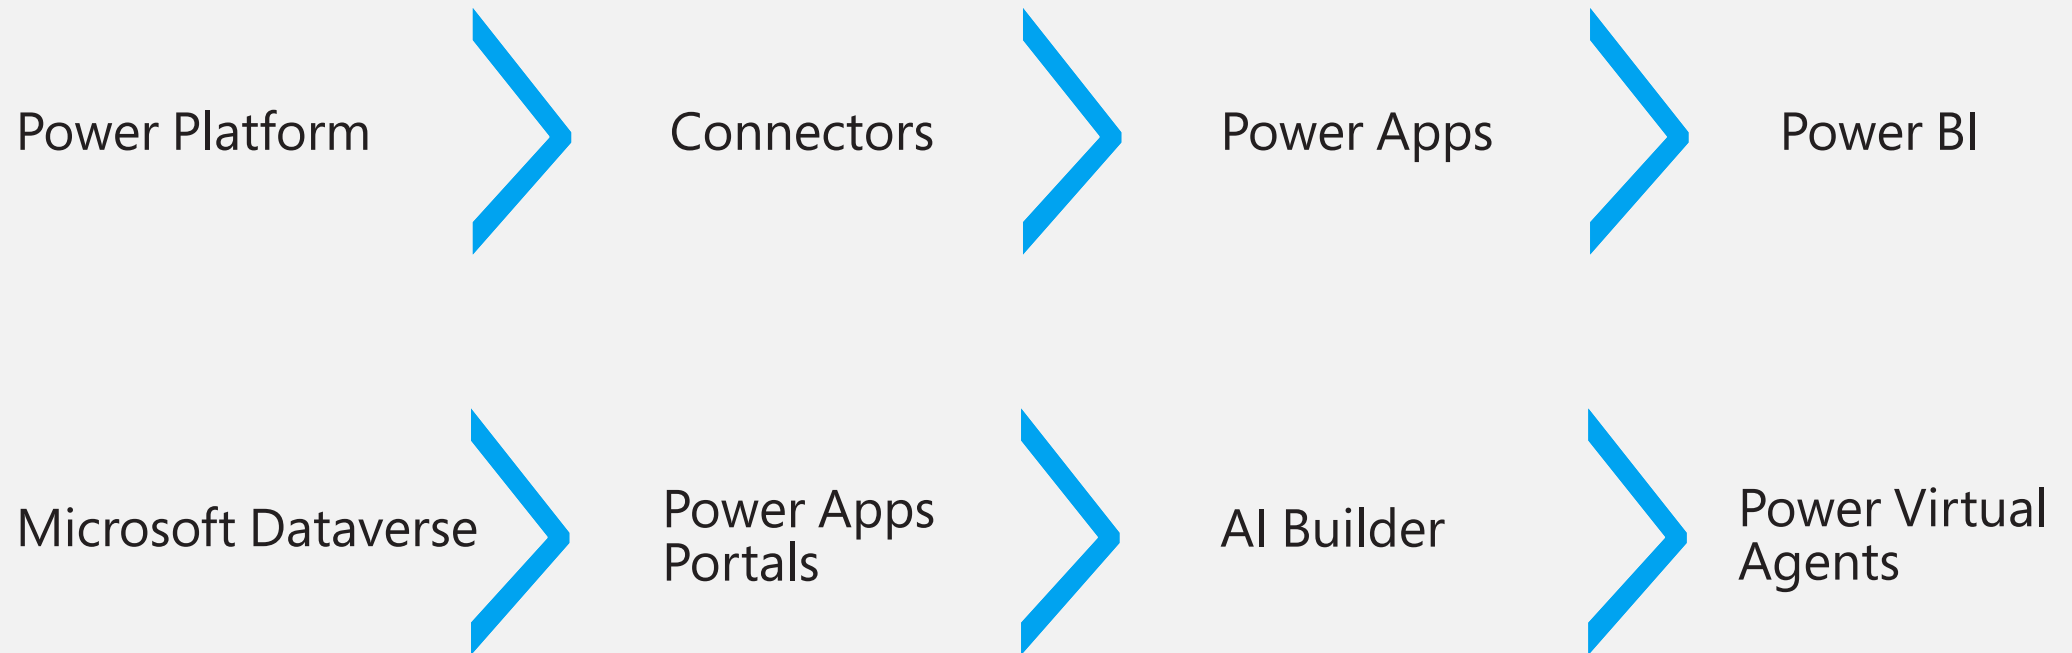 Power Platform
Connectors
Power Apps
Power BI
Microsoft Dataverse
Power Apps
Portals
AI Builder
Power Virtual
Agents